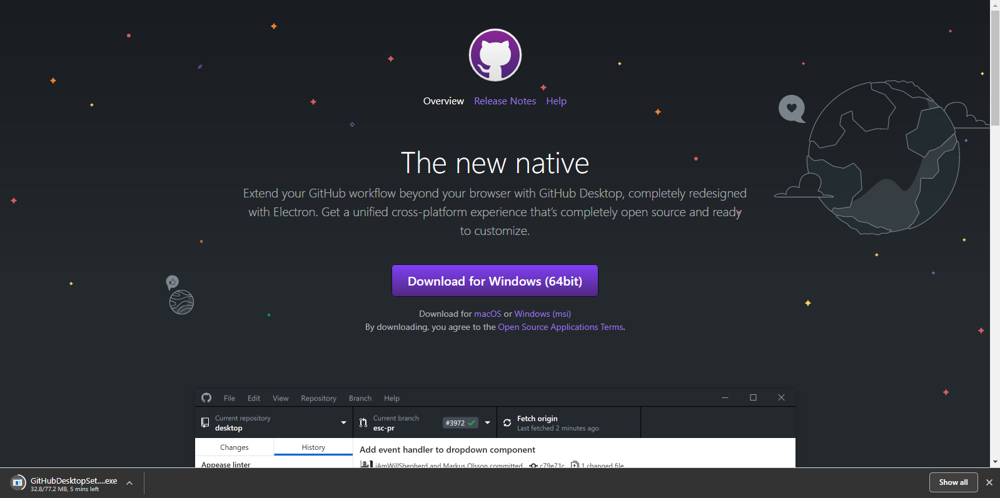 Overview Release Notes Help
The new native
Extend your GitHub workflow beyond your browser with GitHub Desktop, completely redesigned
with Electron. Get a unified cross-platform experience that's completely open source and ready
to customize.
Download for Windows (64bit)
Download for macOS or Windows (msi)
By downloading, you agree to the Open Source Applications Terms.
File Edit View Repository Branch Help
Current repository
desktop
Current branch
esc-pr
#3972
Fetch origin
Last fetched 2 minutes ago
Changes History
Appease linter
Add event handler to dropdown component
iAmWillShepherd and Markus Olsson committed c79e71c 1 changed file
GitHubDesktopSet....exe
32.8/77.2 MB, 5 mins left
Show all